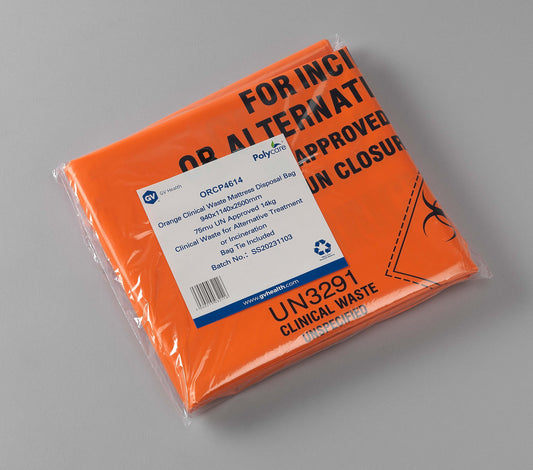 FOR INCI
OR ALTERNATI
APPROVED
UN CLOSUR
GV
GV Health
Polycare
ORCP4614
Orange Clinical Waste Mattress Disposal Bag
940x1140x2500mm
75mu UN Approved 14kg
Clinical Waste for Alternative Treatment
or Incineration
Bag Tie Included
Batch No.: SS20231103
www.gvhealth.com
UN3291
CLINICAL WASTE
UNSPECIFIED